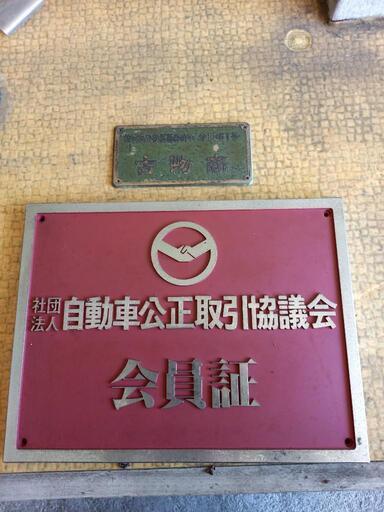 古物商
社団
法人
自動車公正取引協議会
会員証